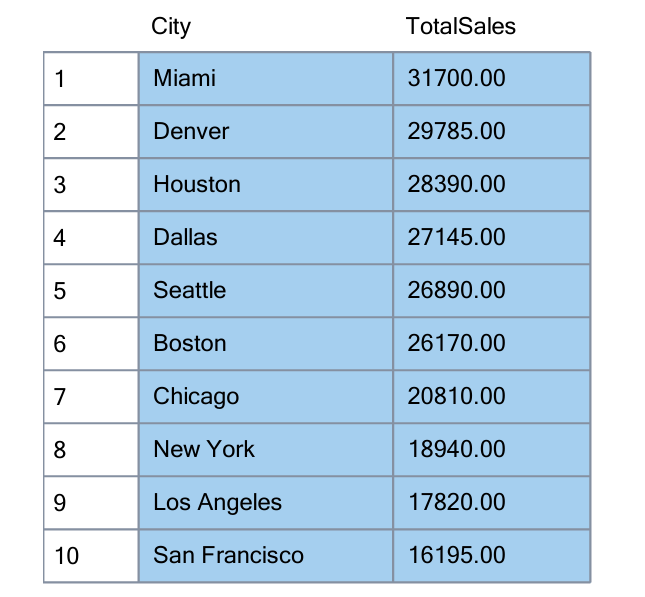 City TotalSales
1 Miami 31700.00
2 Denver 29785.00
3 Houston 28390.00
4 Dallas 27145.00
5 Seattle 26890.00
6 Boston 26170.00
7 Chicago 20810.00
8 New York 18940.00
9 Los Angeles 17820.00
10 San Francisco 16195.00